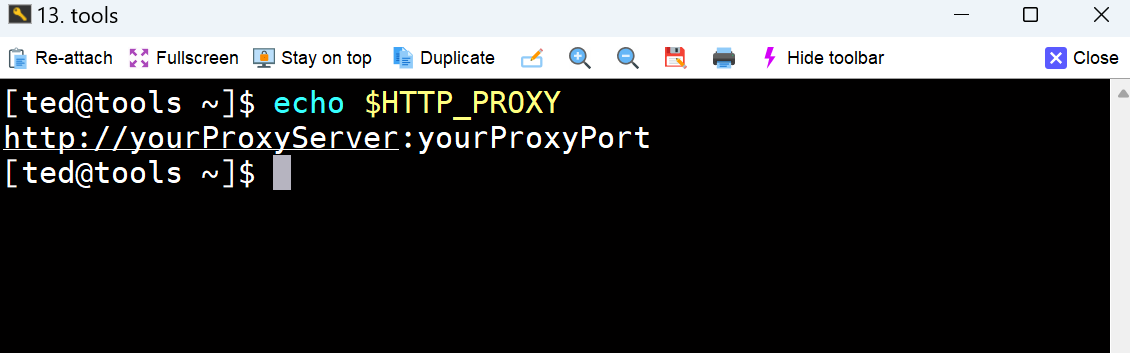 13. tools
Re-attach Fullscreen Stay on top Duplicate Hide toolbar Close
[ted@tools ~]$ echo $HTTP_PROXY
http://yourProxyServer:yourProxyPort
[ted@tools ~]$